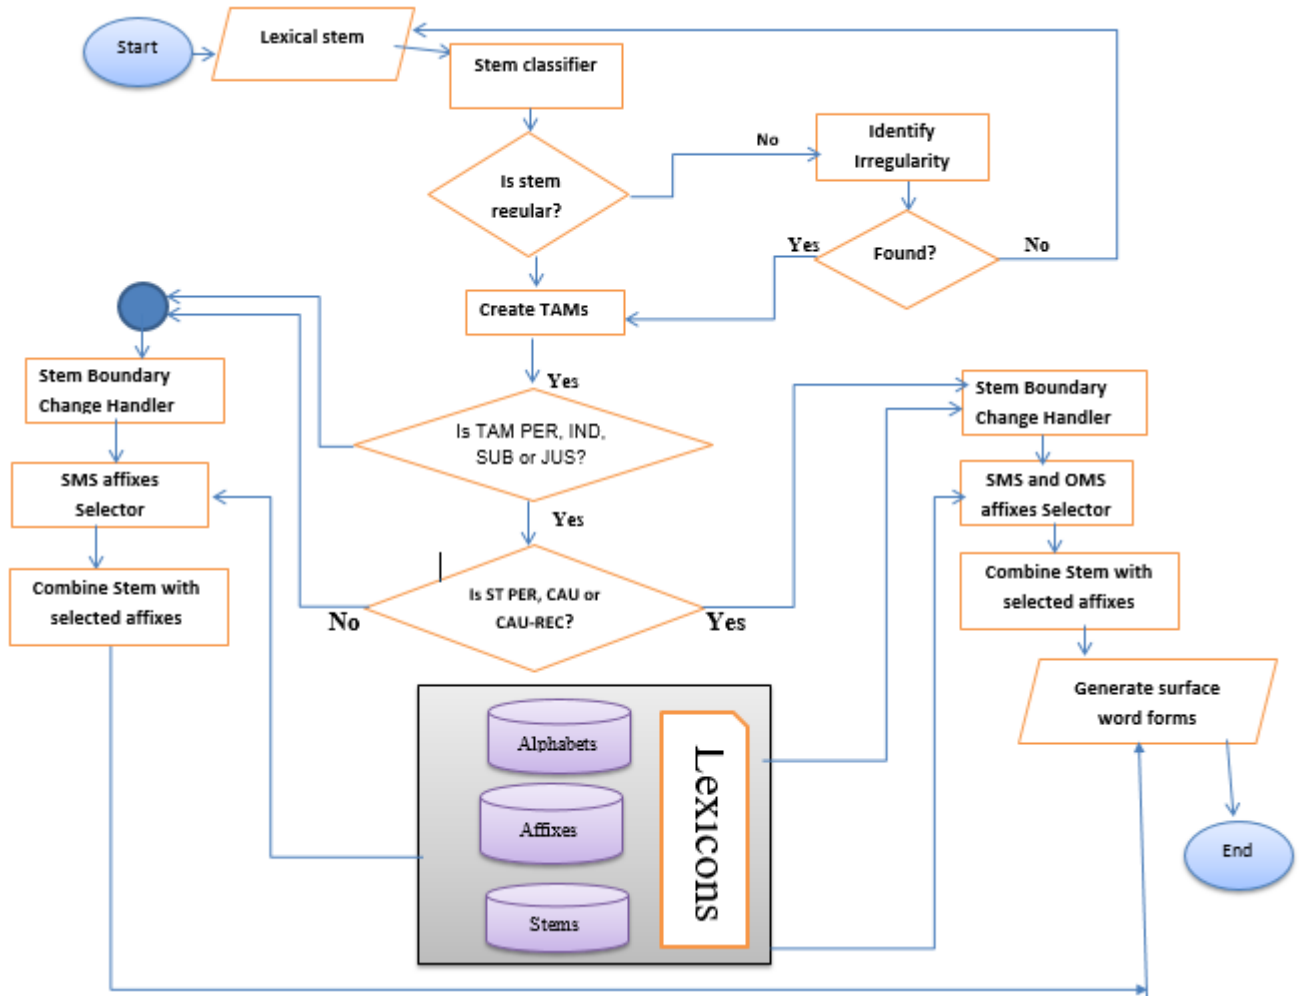 Start
Lexical stem
Stem classifier
Is stem
regular?
No
Identify
Irregularity
Found?
Yes
No
Create TAMs
Yes
Is TAM PER, IND,
SUB or JUS?
Yes
Is ST PER, CAU or
CAU-REC?
No
Yes
Stem Boundary
Change Handler
SMS affixes
Selector
Combine Stem with
selected affixes
Stem Boundary
Change Handler
SMS and OMS
affixes Selector
Combine Stem with
selected affixes
Generate surface
word forms
End
Alphabets
Affixes
Stems
Lexicons